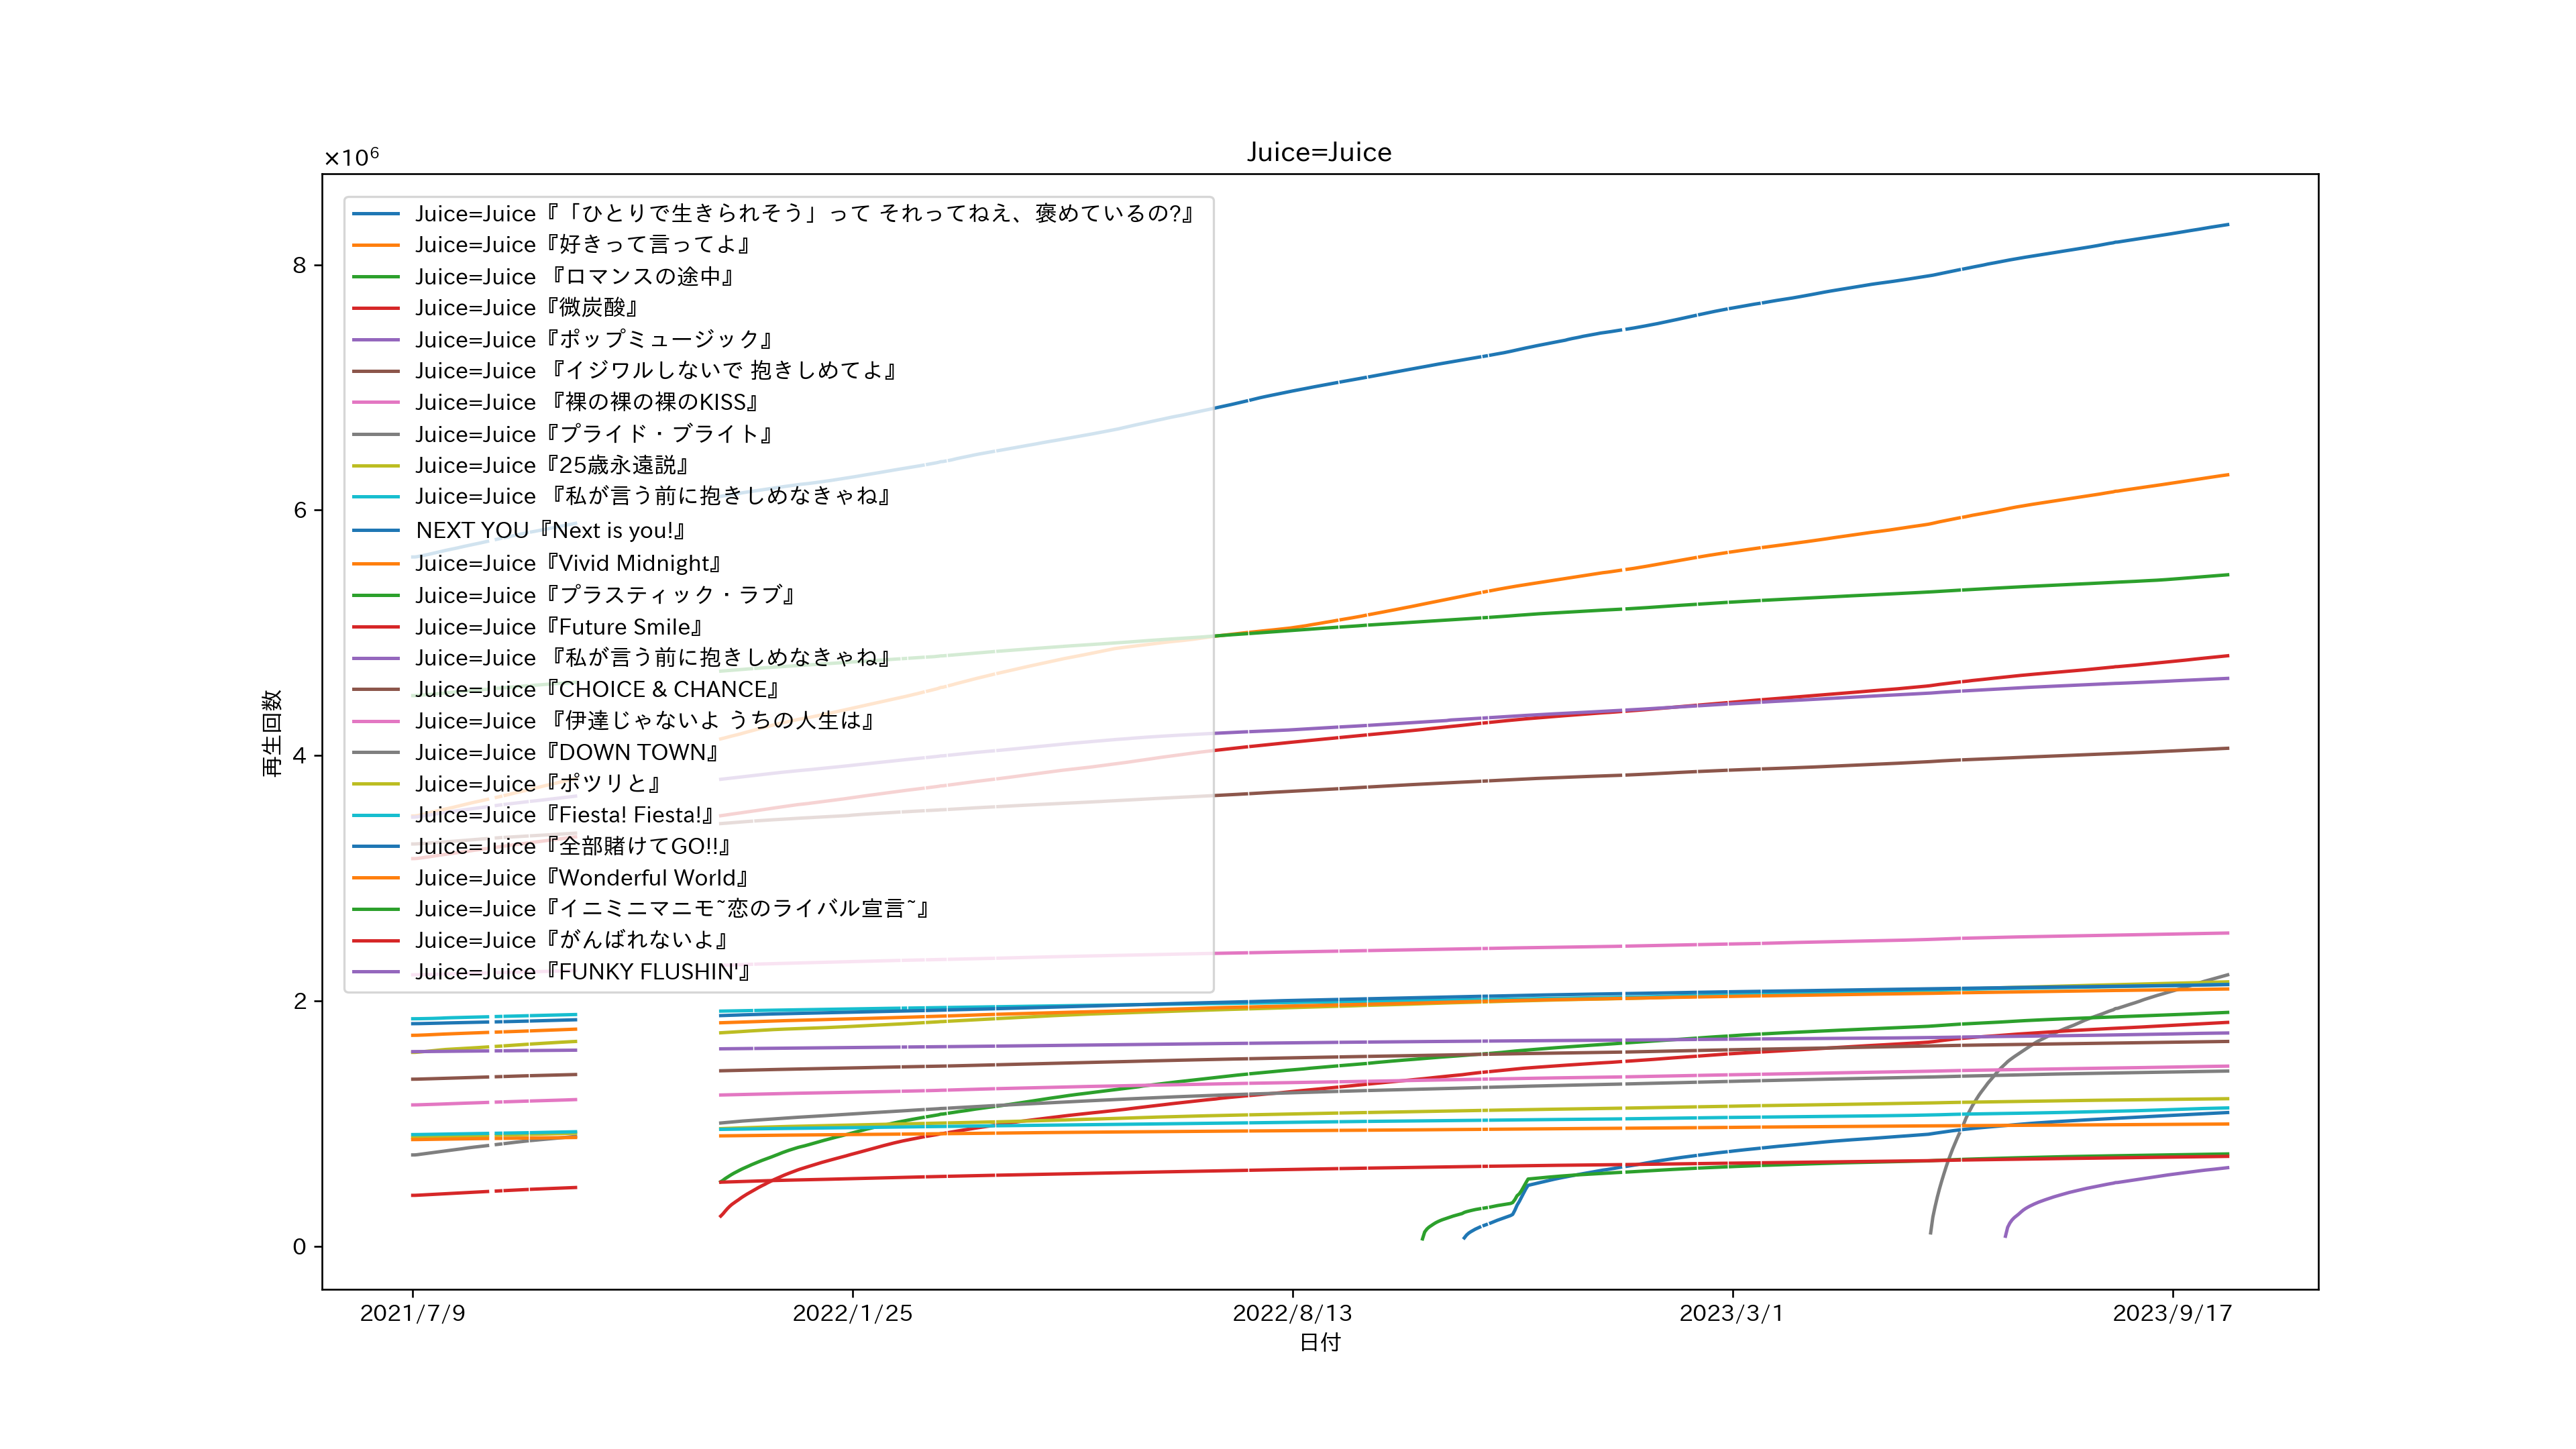 Juice=Juice
×10⁶
8
6
4
2
0
再生回数
Juice=Juice『「ひとりで生きられそう」って それってねえ、褒めているの?』
Juice=Juice『好きって言ってよ』
Juice=Juice 『ロマンスの途中』
Juice=Juice『微炭酸』
Juice=Juice『ポップミュージック』
Juice=Juice 『イジワルしないで 抱きしめてよ』
Juice=Juice 『裸の裸の裸のKISS』
Juice=Juice『プライド・ブライト』
Juice=Juice『25歳永遠説』
Juice=Juice 『私が言う前に抱きしめなきゃね』
NEXT YOU『Next is you!』
Juice=Juice『Vivid Midnight』
Juice=Juice『プラスティック・ラブ』
Juice=Juice『Future Smile』
Juice=Juice 『私が言う前に抱きしめなきゃね』
Juice=Juice『CHOICE & CHANCE』
Juice=Juice 『伊達じゃないよ うちの人生は』
Juice=Juice『DOWN TOWN』
Juice=Juice『ポツリと』
Juice=Juice『Fiesta! Fiesta!』
Juice=Juice『全部賭けてGO!!』
Juice=Juice『Wonderful World』
Juice=Juice『イニミニマニモ~恋のライバル宣言~』
Juice=Juice『がんばれないよ』
Juice=Juice『FUNKY FLUSHIN'』
2021/7/9
2022/1/25
2022/8/13
2023/3/1
2023/9/17
日付